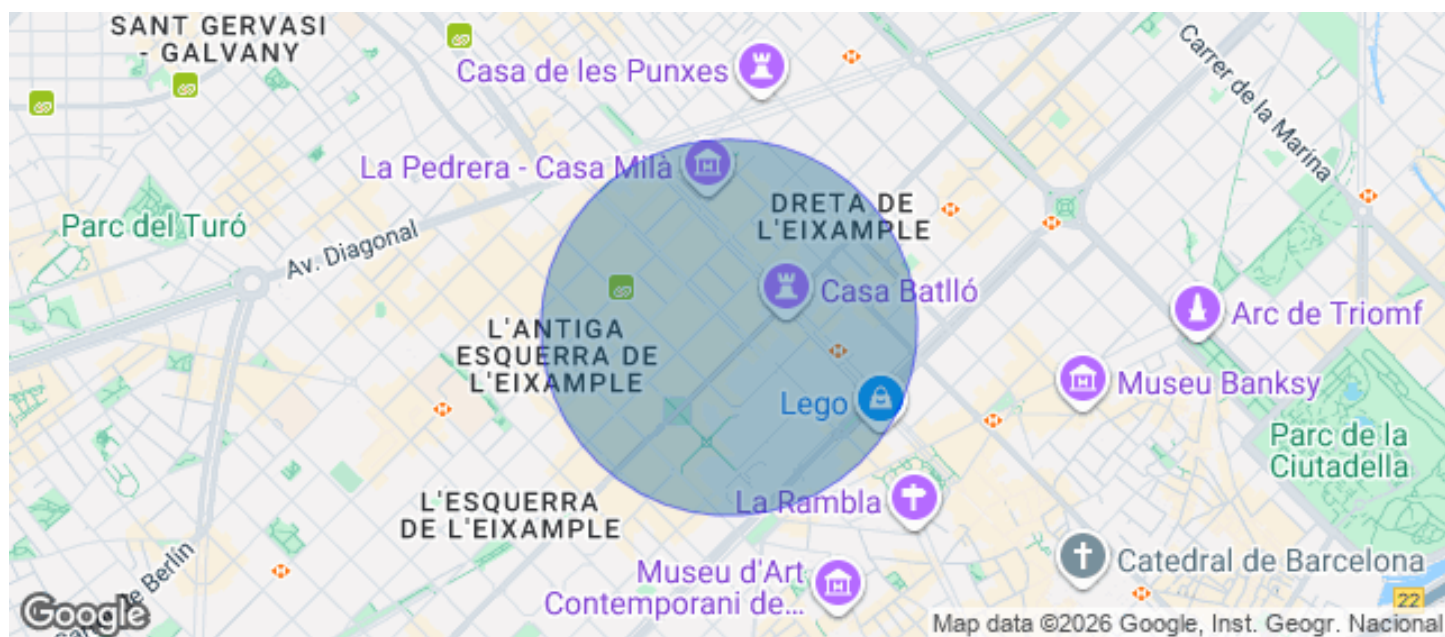 SANT GERVASI
- GALVANY
Casa de les Punxes
Carrer de la Marina
La Pedrera - Casa Milà
DRETA DE
L'EIXAMPLE
Parc del Turó
Av. Diagonal
Casa Batlló
Arc de Triomf
L'ANTIGA
ESQUERRA DE
L'EIXAMPLE
Museu Banksy
Lego
Parc de la
Ciutadella
L'ESQUERRA
DE L'EIXAMPLE
La Rambla
Catedral de Barcelona
Museu d'Art
Contemporani de...
de Berlín
22
Google
Map data ©2026 Google, Inst. Geogr. Nacional